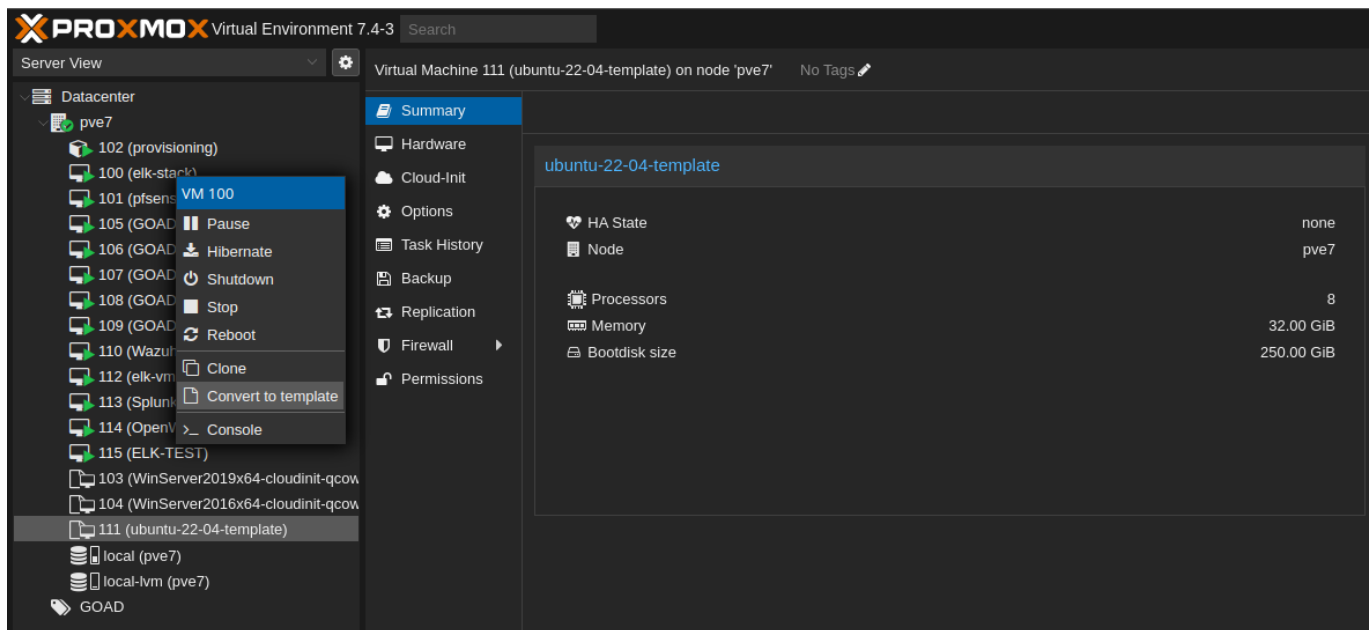 PROXMOX Virtual Environment 7.4-3 Search
Server View
Virtual Machine 111 (ubuntu-22-04-template) on node 'pve7' No Tags
Datacenter
pve7
102 (provisioning)
100 (elk-stack)
101 (pfsens
105 (GOAD
106 (GOAD
107 (GOAD
108 (GOAD
109 (GOAD
110 (Wazuh
112 (elk-vm
113 (Splunk
114 (OpenV
115 (ELK-TEST)
103 (WinServer2019x64-cloudinit-qcow
104 (WinServer2016x64-cloudinit-qcow
111 (ubuntu-22-04-template)
local (pve7)
local-lvm (pve7)
GOAD
VM 100
Pause
Hibernate
Shutdown
Stop
Reboot
Clone
Convert to template
>_ Console
Summary
Hardware
Cloud-Init
Options
Task History
Backup
Replication
Firewall
Permissions
ubuntu-22-04-template
HA State none
Node pve7
Processors 8
Memory 32.00 GiB
Bootdisk size 250.00 GiB